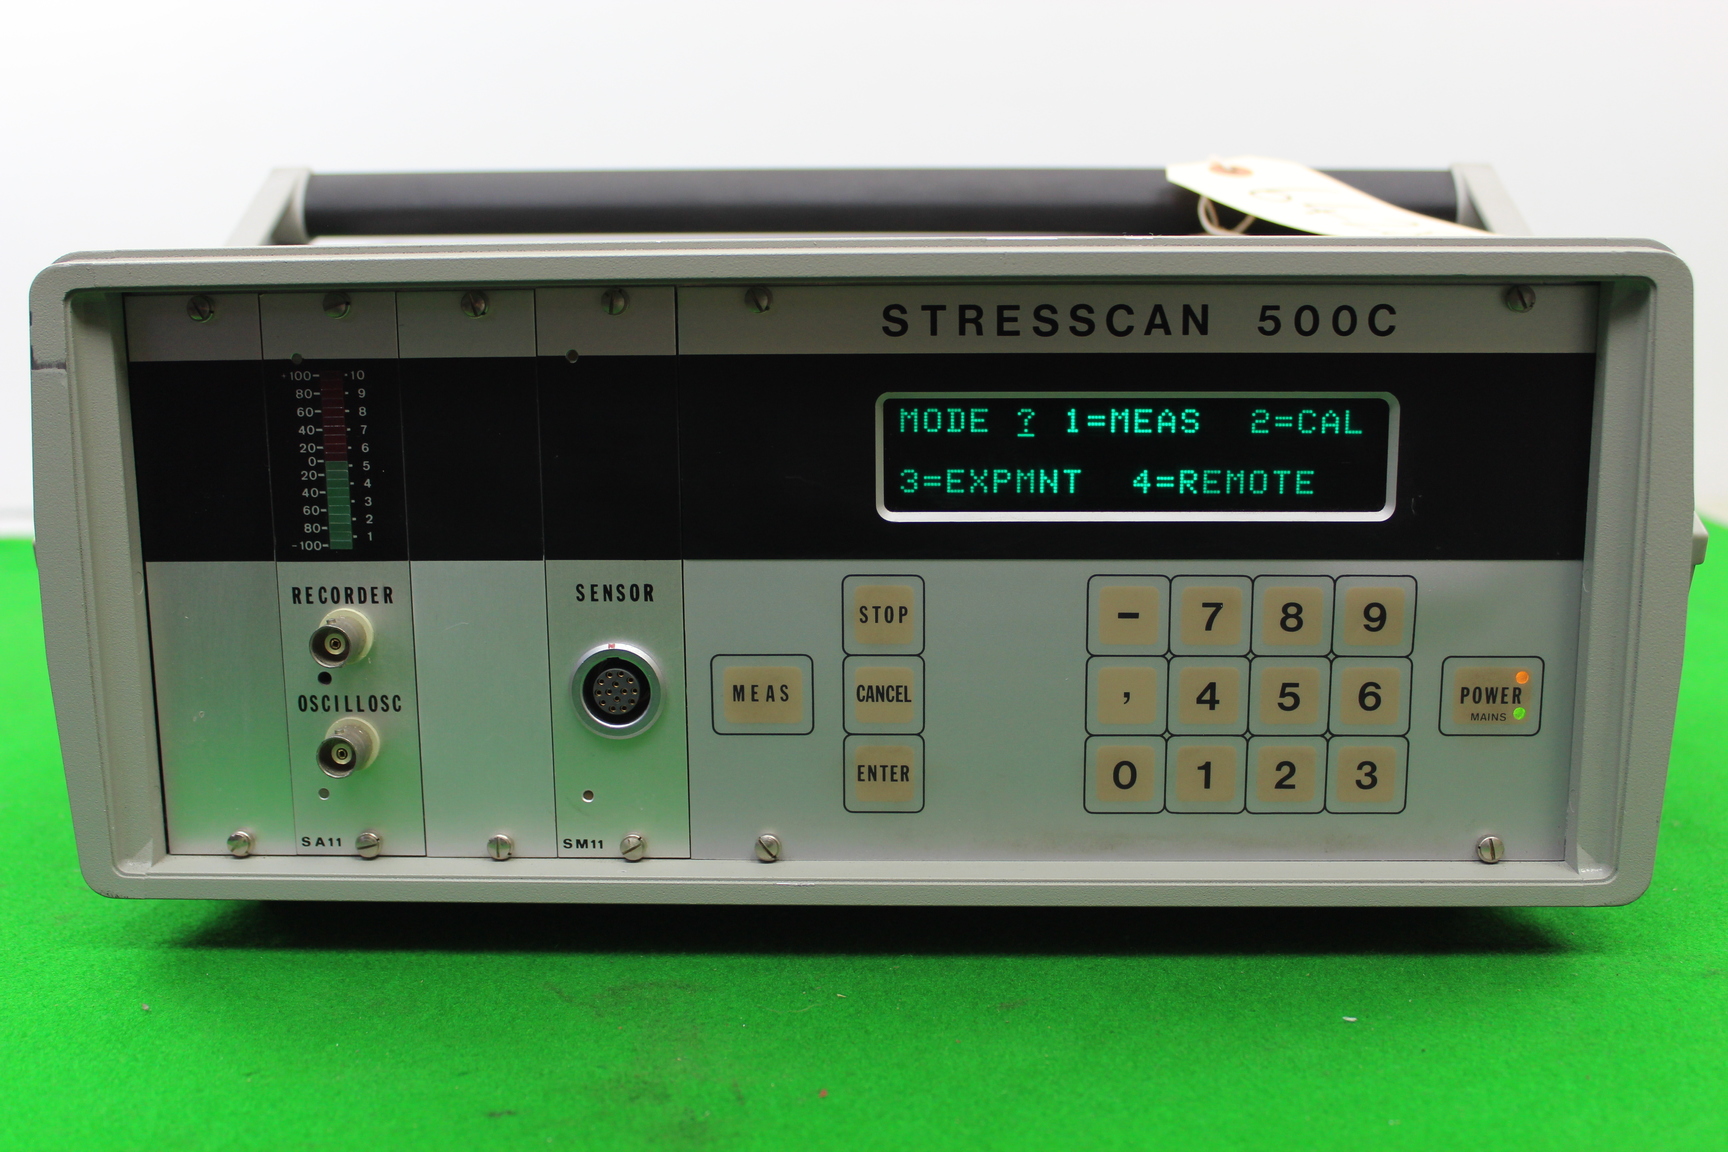 STRESSCAN 500C
MODE ? 1=MEAS 2=CAL
3=EXPMNT 4=REMOTE
+100 10
80 9
60 8
40 7
20 6
0 5
20 4
40 3
60 2
80 1
-100
RECORDER
OSCILLOSC
SA11
SENSOR
SM11
MEAS
STOP
CANCEL
ENTER
- 7 8 9
, 4 5 6
0 1 2 3
POWER
MAINS